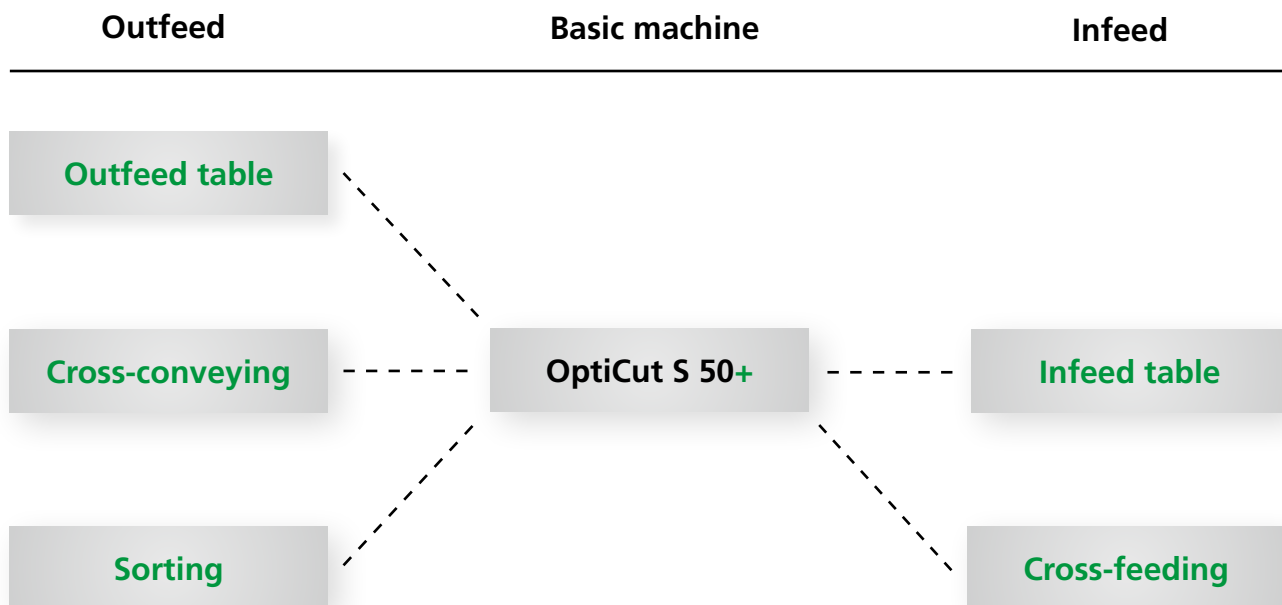 Outfeed
Basic machine
Infeed
Outfeed table
Cross-conveying
OptiCut S 50+
Infeed table
Sorting
Cross-feeding